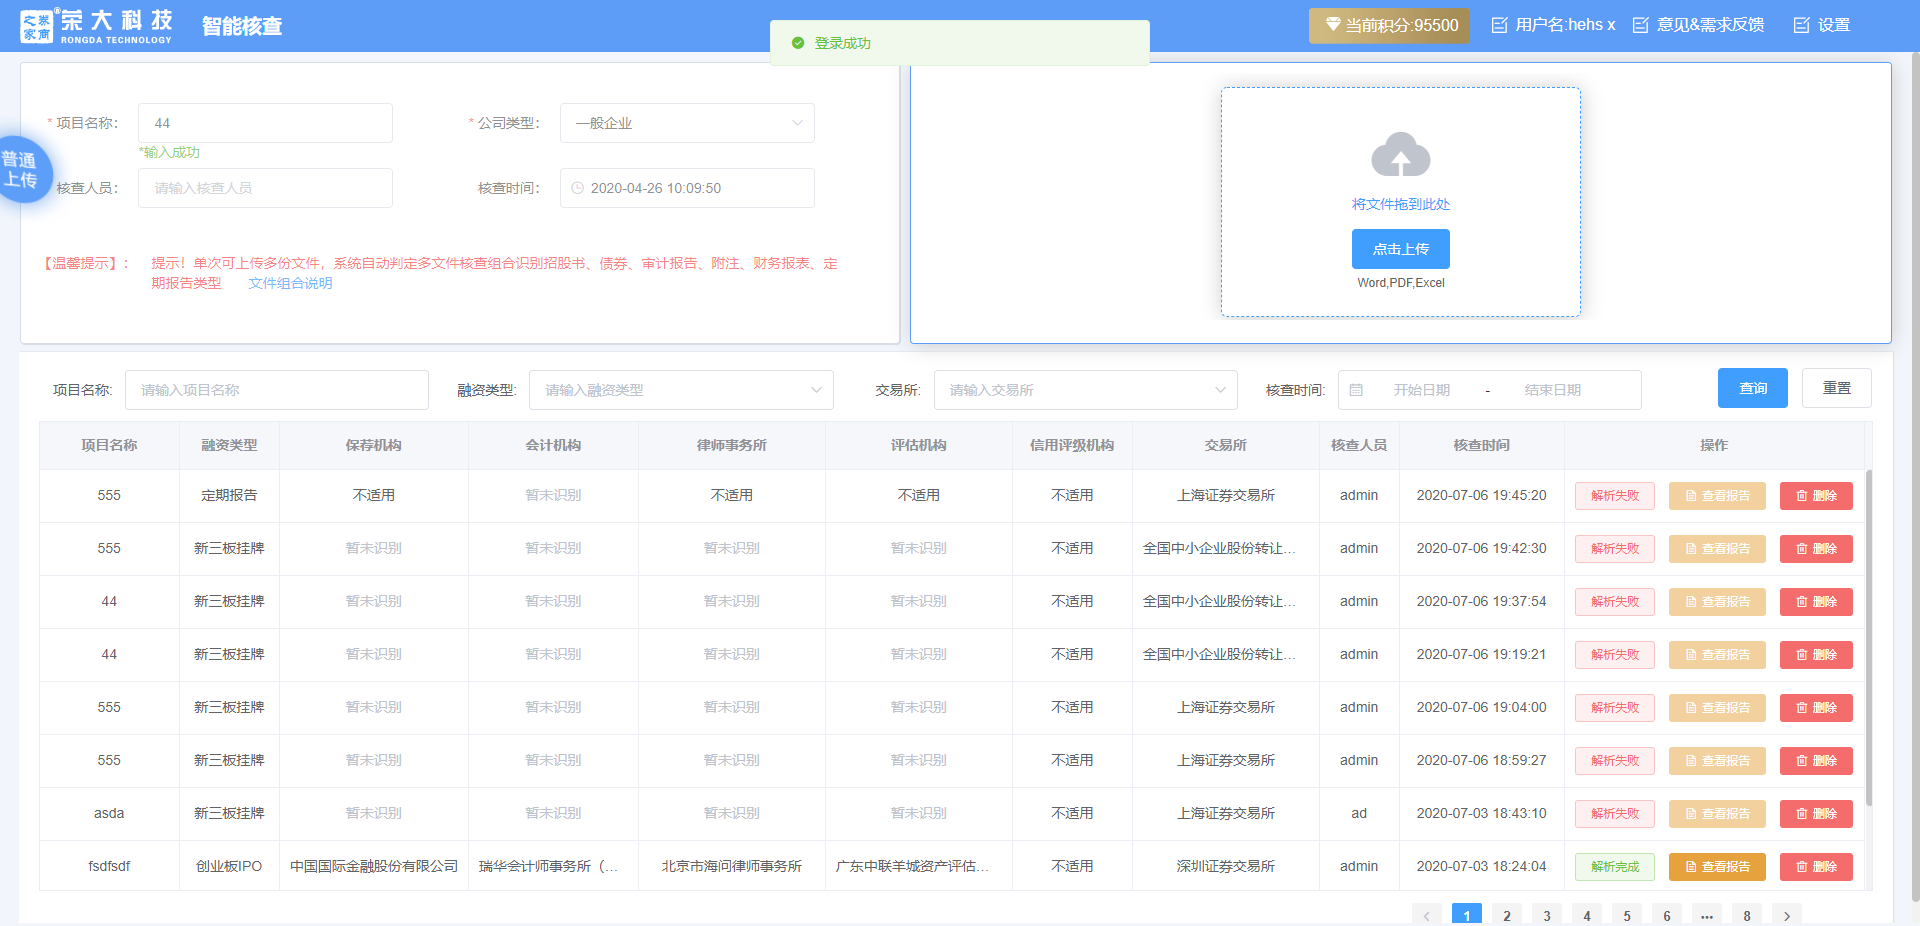 之荣
家商
®
荣大科技
RONGDA TECHNOLOGY
智能核查
当前积分:95500
用户名:hehs x
意见&需求反馈
设置
登录成功
* 项目名称：
44
*输入成功
* 公司类型：
一般企业
普通
上传
核查人员：
请输入核查人员
核查时间：
2020-04-26 10:09:50
【温馨提示】：
提示！单次可上传多份文件，系统自动判定多文件核查组合识别招股书、债券、审计报告、附注、财务报表、定
期报告类型 文件组合说明
将文件拖到此处
点击上传
Word,PDF,Excel
项目名称: 请输入项目名称 融资类型: 请输入融资类型 交易所: 请输入交易所 核查时间: 开始日期 - 结束日期 查询 重置
项目名称 融资类型 保荐机构 会计机构 律师事务所 评估机构 信用评级机构 交易所 核查人员 核查时间 操作
555 定期报告 不适用 暂未识别 不适用 不适用 不适用 上海证券交易所 admin 2020-07-06 19:45:20 解析失败 查看报告 删除
555 新三板挂牌 暂未识别 暂未识别 暂未识别 暂未识别 不适用 全国中小企业股份转让... admin 2020-07-06 19:42:30 解析失败 查看报告 删除
44 新三板挂牌 暂未识别 暂未识别 暂未识别 暂未识别 不适用 全国中小企业股份转让... admin 2020-07-06 19:37:54 解析失败 查看报告 删除
44 新三板挂牌 暂未识别 暂未识别 暂未识别 暂未识别 不适用 全国中小企业股份转让... admin 2020-07-06 19:19:21 解析失败 查看报告 删除
555 新三板挂牌 暂未识别 暂未识别 暂未识别 暂未识别 不适用 上海证券交易所 admin 2020-07-06 19:04:00 解析失败 查看报告 删除
555 新三板挂牌 暂未识别 暂未识别 暂未识别 暂未识别 不适用 上海证券交易所 admin 2020-07-06 18:59:27 解析失败 查看报告 删除
asda 新三板挂牌 暂未识别 暂未识别 暂未识别 暂未识别 不适用 上海证券交易所 ad 2020-07-03 18:43:10 解析失败 查看报告 删除
fsdfsdf 创业板IPO 中国国际金融股份有限公司 瑞华会计师事务所（... 北京市海问律师事务所 广东中联羊城资产评估... 不适用 深圳证券交易所 admin 2020-07-03 18:24:04 解析完成 查看报告 删除
< 1 2 3 4 5 6 ... 8 >